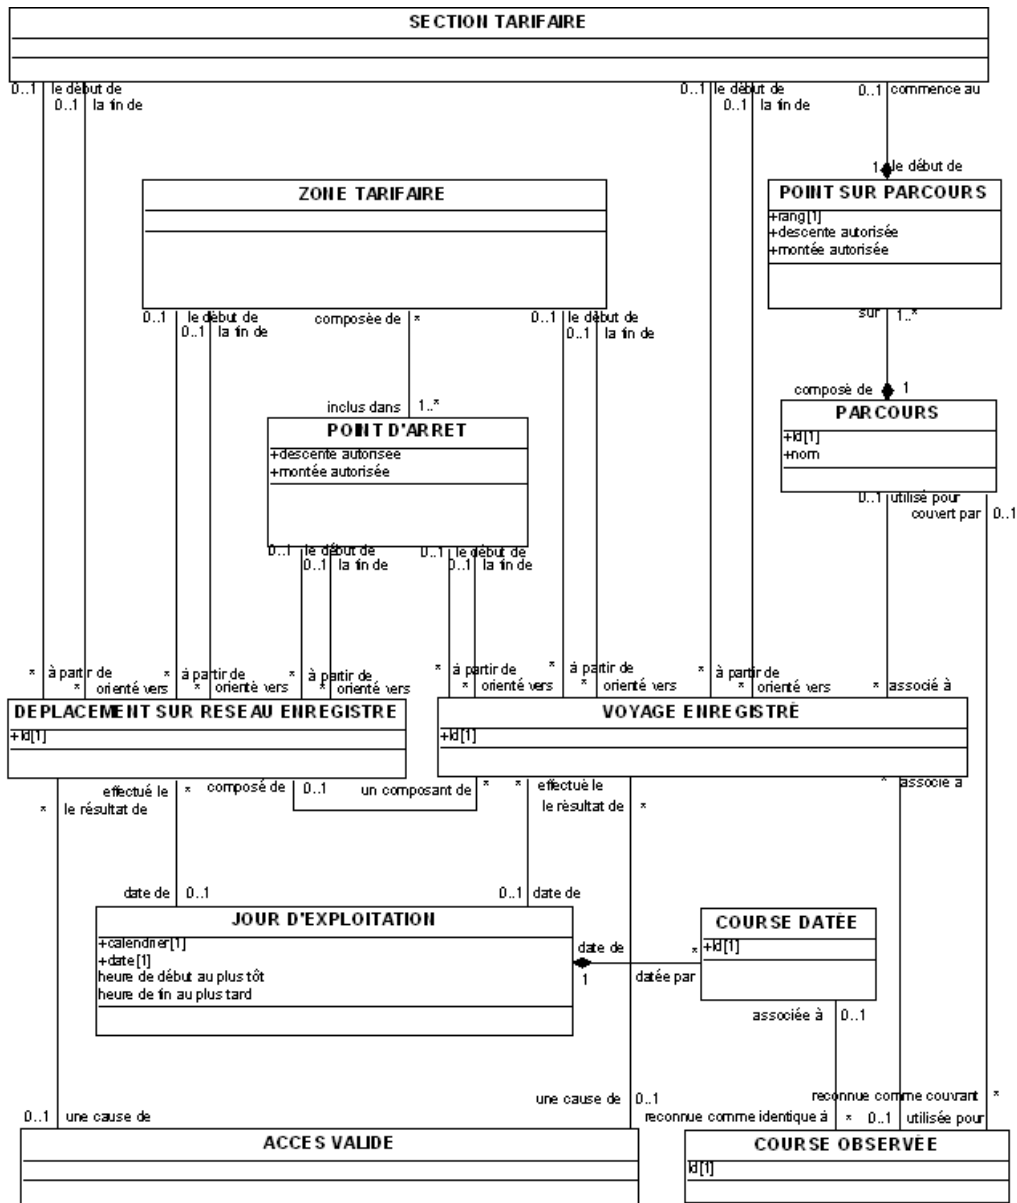 SECTION TARIFAIRE
0..1 le début de
0..1 la fin de
0..1 le début de
0..1 la fin de
0..1 commence au
1 le début de
ZONE TARIFAIRE
POINT SUR PARCOURS
+rang[1]
+descente autorisée
+montée autorisée
0..1 le début de
0..1 la fin de
composée de *
0..1 le début de
0..1 la fin de
sur 1..*
composé de 1
inclus dans 1..*
POINT D'ARRET
+descente autorisée
+montée autorisée
PARCOURS
+Id[1]
+nom
0..1 utilisé pour
couvert par 0..1
0..1 le début de
0..1 la fin de
0..1 le début de
0..1 la fin de
* à partir de
* orienté vers
* à partir de
* orienté vers
* à partir de
* orienté vers
* à partir de
* orienté vers
* à partir de
* orienté vers
* à partir de
* orienté vers
* associé à
DEPLACEMENT SUR RESEAU ENREGISTRE
+Id[1]
VOYAGE ENREGISTRÉ
+Id[1]
* le résultat de
effectué le *
composé de 0..1
un composant de *
* effectué le
le résultat de *
* associé à
date de 0..1
0..1 date de
JOUR D'EXPLOITATION
+calendrier[1]
+date[1]
heure de début au plus tôt
heure de fin au plus tard
date de
1
*
datée par
COURSE DATÉE
+Id[1]
associée à 0..1
0..1 une cause de
une cause de 0..1
reconnue comme couvrant *
reconnue comme identique à *
0..1 utilisée pour
ACCES VALIDE
COURSE OBSERVÉE
Id[1]